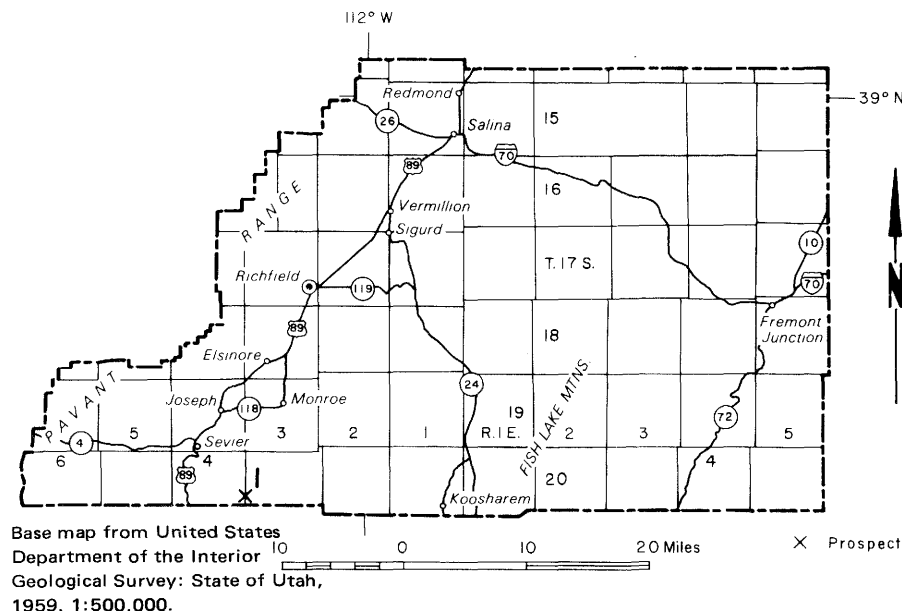 112° W
39° N
Redmond
26
Salina
15
89
70
RANGE
16
Vermillion
Sigurd
10
T. 17 S.
Richfield
119
70
N
Fremont
Junction
89
18
Elsinore
PAVANT
24
FISH LAKE MTNS.
Joseph
118
Monroe
19
72
4
5
Sevier
3
2
1
R. 1 E.
2
3
5
6
4
4
89
1
20
Koosharem
Base map from United States
Department of the Interior
Geological Survey: State of Utah,
1959. 1:500,000.
10 0 10 20 Miles
× Prospect